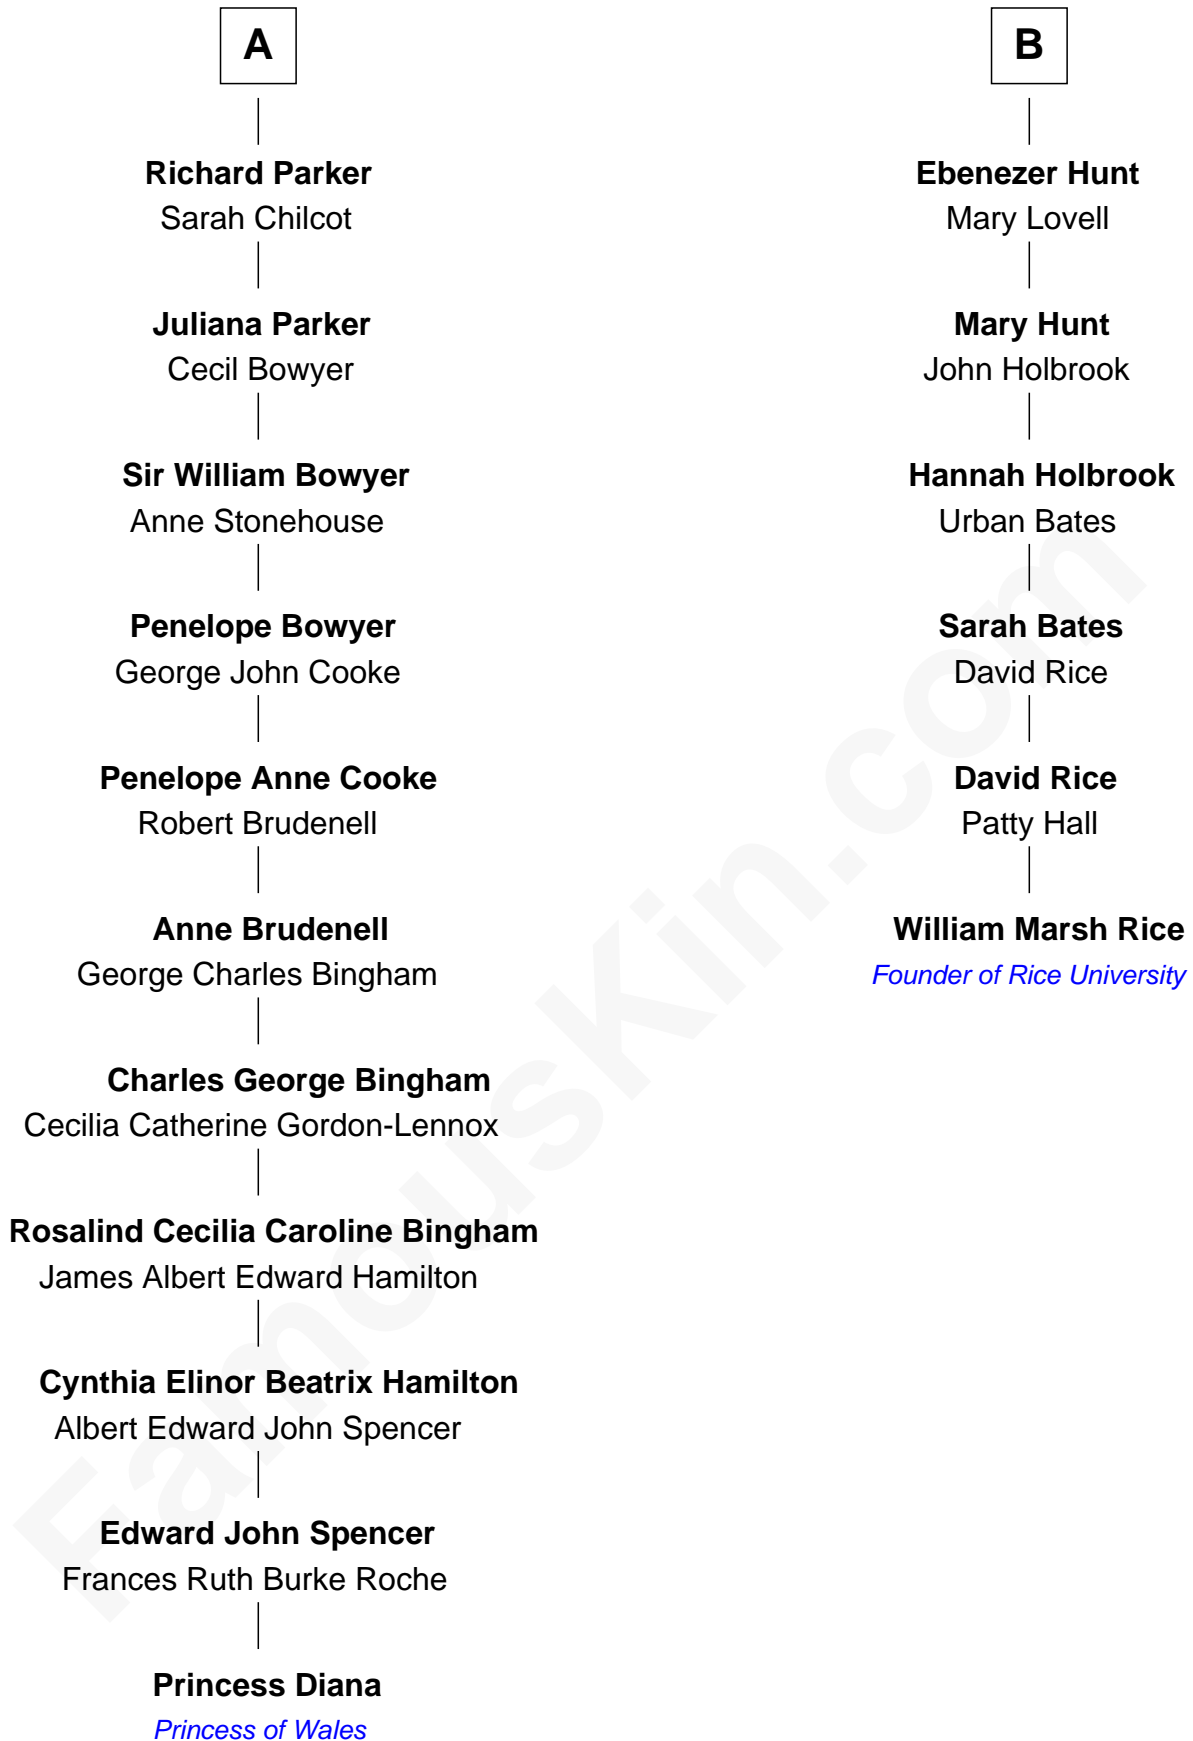 A
Richard Parker
Sarah Chilcot
Juliana Parker
Cecil Bowyer
Sir William Bowyer
Anne Stonehouse
Penelope Bowyer
George John Cooke
Penelope Anne Cooke
Robert Brudenell
Anne Brudenell
George Charles Bingham
Charles George Bingham
Cecilia Catherine Gordon-Lennox
Rosalind Cecilia Caroline Bingham
James Albert Edward Hamilton
Cynthia Elinor Beatrix Hamilton
Albert Edward John Spencer
Edward John Spencer
Frances Ruth Burke Roche
Princess Diana
Princess of Wales
B
Ebenezer Hunt
Mary Lovell
Mary Hunt
John Holbrook
Hannah Holbrook
Urban Bates
Sarah Bates
David Rice
David Rice
Patty Hall
William Marsh Rice
Founder of Rice University
FamousKin.com